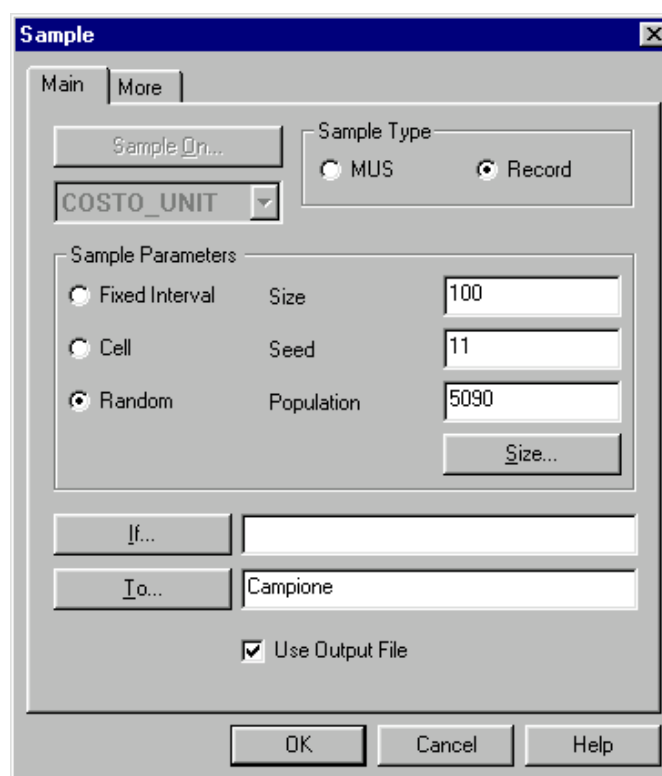 Sample
Main More
Sample On...
Sample Type
MUS Record
COSTO_UNIT
Sample Parameters
Fixed Interval Size 100
Cell Seed 11
Random Population 5090
Size...
If...
To... Campione
Use Output File
OK Cancel Help